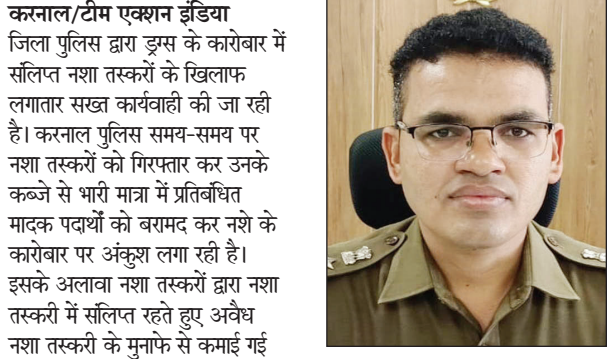 करनाल/टीम एक्शन इंडिया
जिला पुलिस द्वारा ड्रग्स के कारोबार में
संलिप्त नशा तस्करों के खिलाफ
लगातार सख्त कार्यवाही की जा रही
है। करनाल पुलिस समय-समय पर
नशा तस्करों को गिरफ्तार कर उनके
कब्जे से भारी मात्रा में प्रतिबंधित
मादक पदार्थों को बरामद कर नशे के
कारोबार पर अंकुश लगा रही है।
इसके अलावा नशा तस्करों द्वारा नशा
तस्करी में संलिप्त रहते हुए अवैध
नशा तस्करी के मुनाफे से कमाई गई